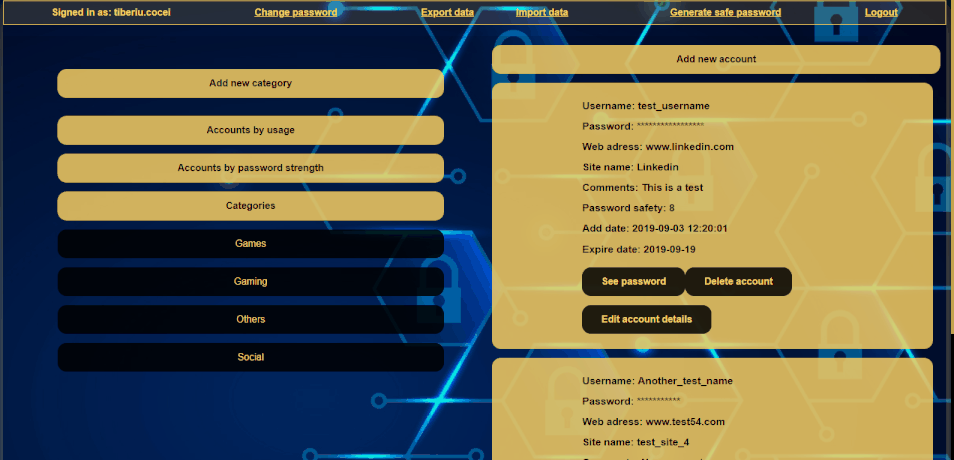 Signed in as: tiberiu.cocei
Change password
Export data
Import data
Generate safe password
Logout
Add new category
Accounts by usage
Accounts by password strength
Categories
Games
Gaming
Others
Social
Add new account
Username: test_username
Password: *****************
Web adress: www.linkedin.com
Site name: Linkedin
Comments: This is a test
Password safety: 8
Add date: 2019-09-03 12:20:01
Expire date: 2019-09-19
See password
Delete account
Edit account details
Username: Another_test_name
Password: ***********
Web adress: www.test54.com
Site name: test_site_4